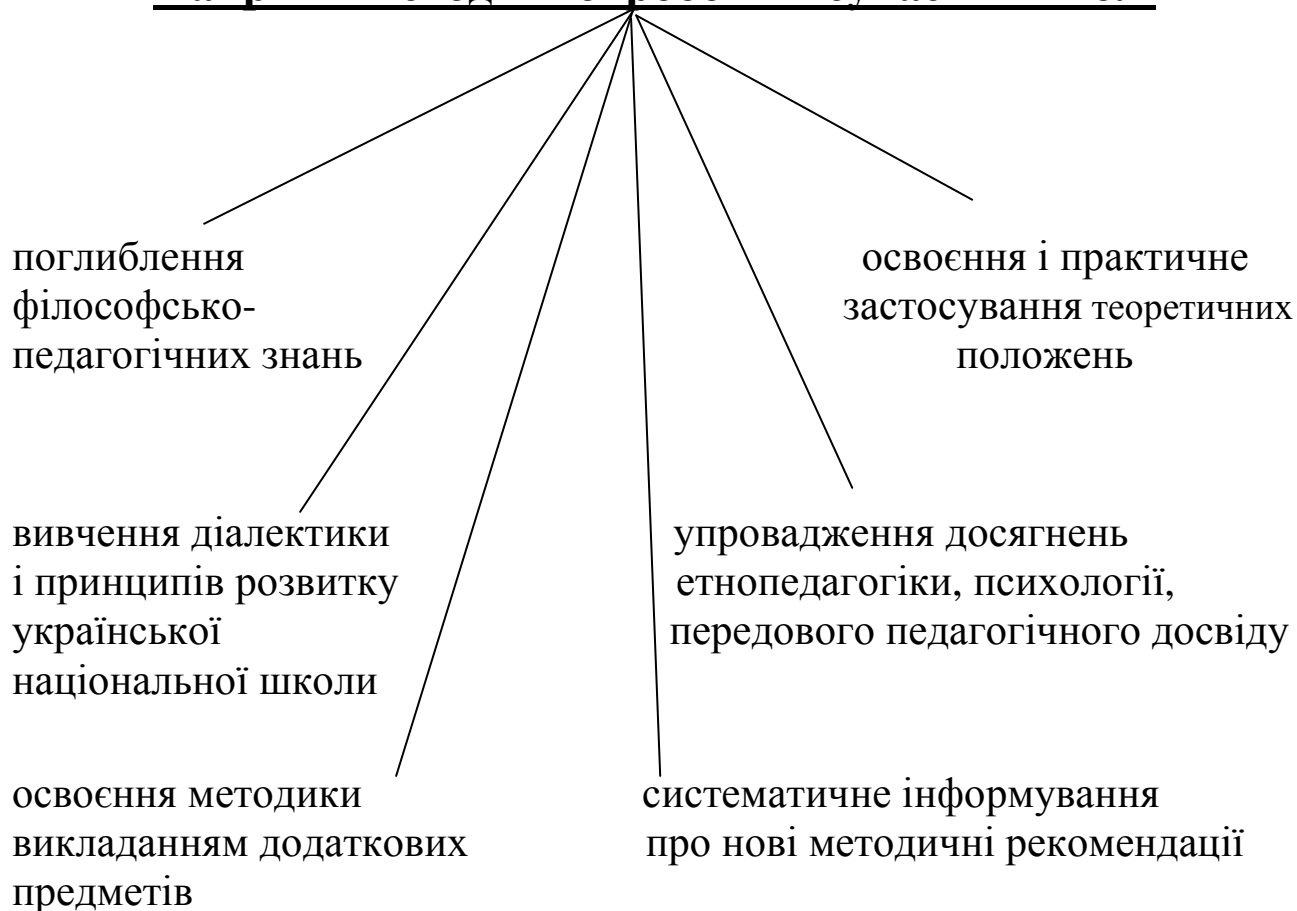 поглиблення
філософсько-
педагогічних знань
освоєння і практичне
застосування теоретичних
положень
вивчення діалектики
і принципів розвитку
української
національної школи
упровадження досягнень
етнопедагогіки, психології,
передового педагогічного досвіду
освоєння методики
викладанням додаткових
предметів
систематичне інформування
про нові методичні рекомендації